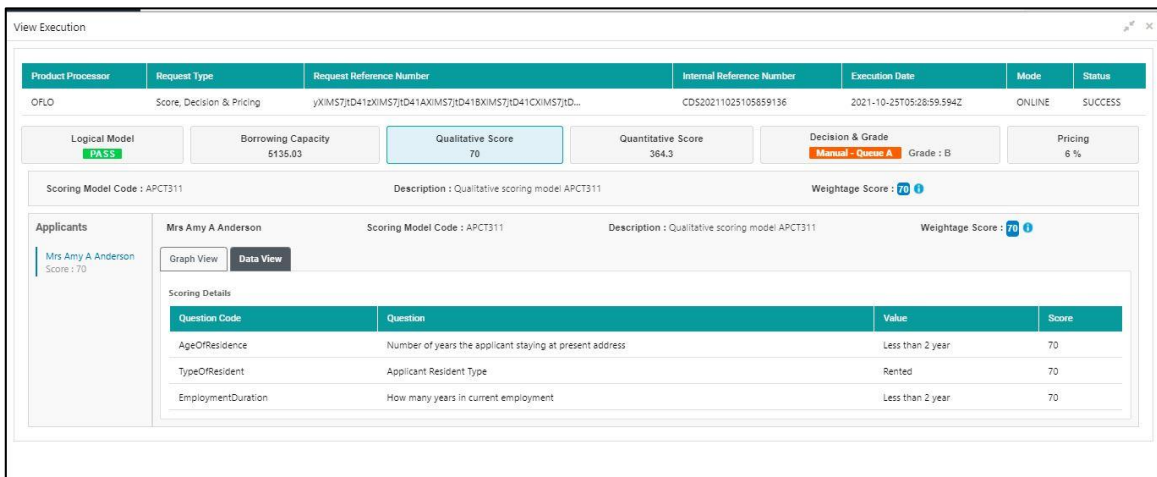 View Execution
Product Processor Request Type Request Reference Number Internal Reference Number Execution Date Mode Status
OFLO Score, Decision & Pricing yXIMS7JtD41zXIMS7JtD41AXIMS7JtD41BXIMS7JtD41CXIMS7JtD... CDS20211025105859136 2021-10-25T05:28:59.594Z ONLINE SUCCESS
Logical Model Borrowing Capacity Qualitative Score Quantitative Score Decision & Grade Pricing
PASS 5135.03 70 364.3 Manual - Queue A Grade : B 6 %
Scoring Model Code : APCT311 Description : Qualitative scoring model APCT311 Weightage Score : 70
Applicants Mrs Amy A Anderson Scoring Model Code : APCT311 Description : Qualitative scoring model APCT311 Weightage Score : 70
Mrs Amy A Anderson
Score : 70
Graph View Data View
Scoring Details
Question Code Question Value Score
AgeOfResidence Number of years the applicant staying at present address Less than 2 year 70
TypeOfResident Applicant Resident Type Rented 70
EmploymentDuration How many years in current employment Less than 2 year 70